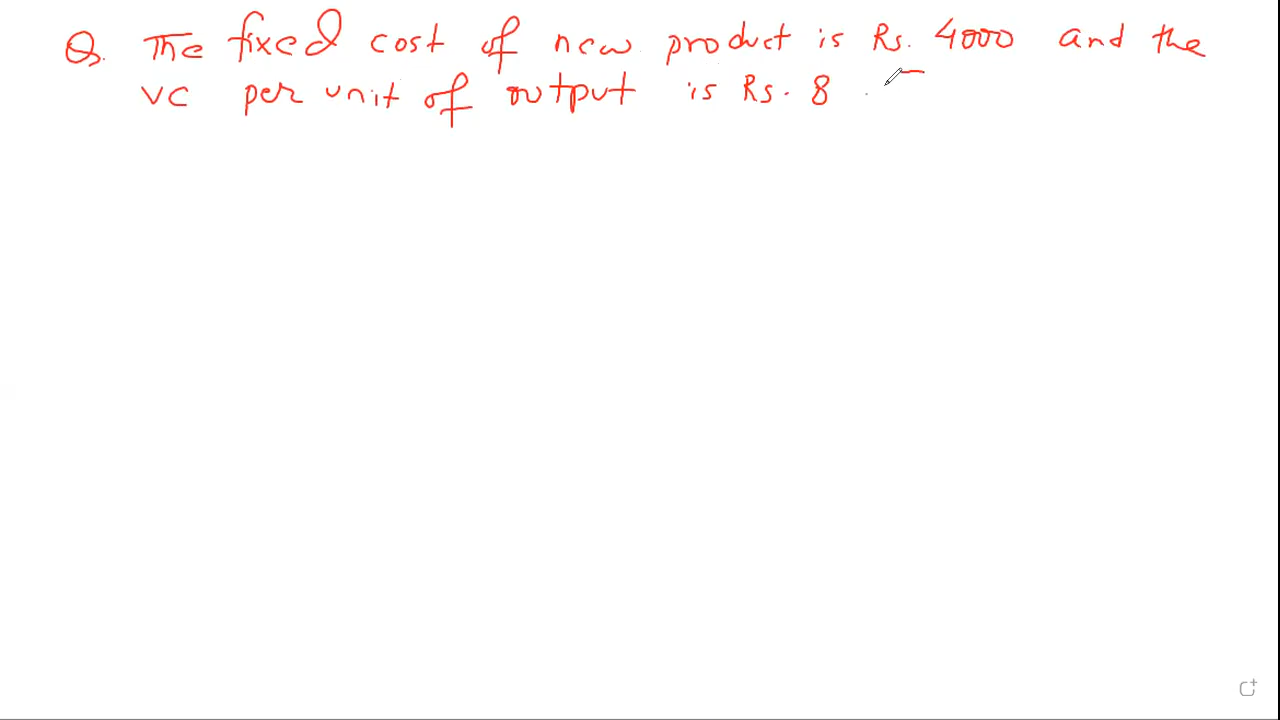 Q. The fixed cost of new product is Rs. 4000 and the
VC per unit of output is Rs. 8 .